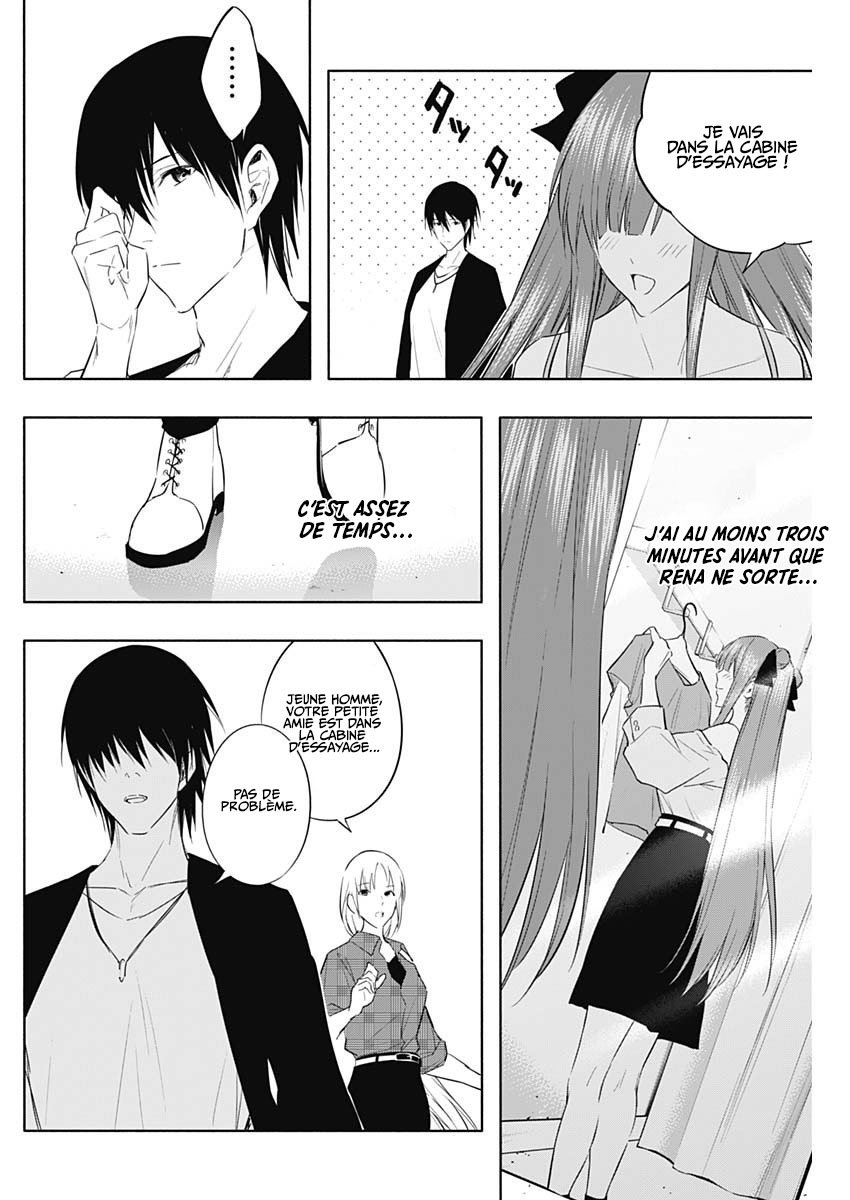 JE VAIS
DANS LA CABINE
D'ESSAYAGE !
タッ
タッ
......
J'AI AU MOINS TROIS
MINUTES AVANT QUE
RENA NE SORTE...
C'EST ASSEZ
DE TEMPS...
JEUNE HOMME,
VOTRE PETITE
AMIE EST DANS
LA CABINE
D'ESSAYAGE...
PAS DE
PROBLÈME.